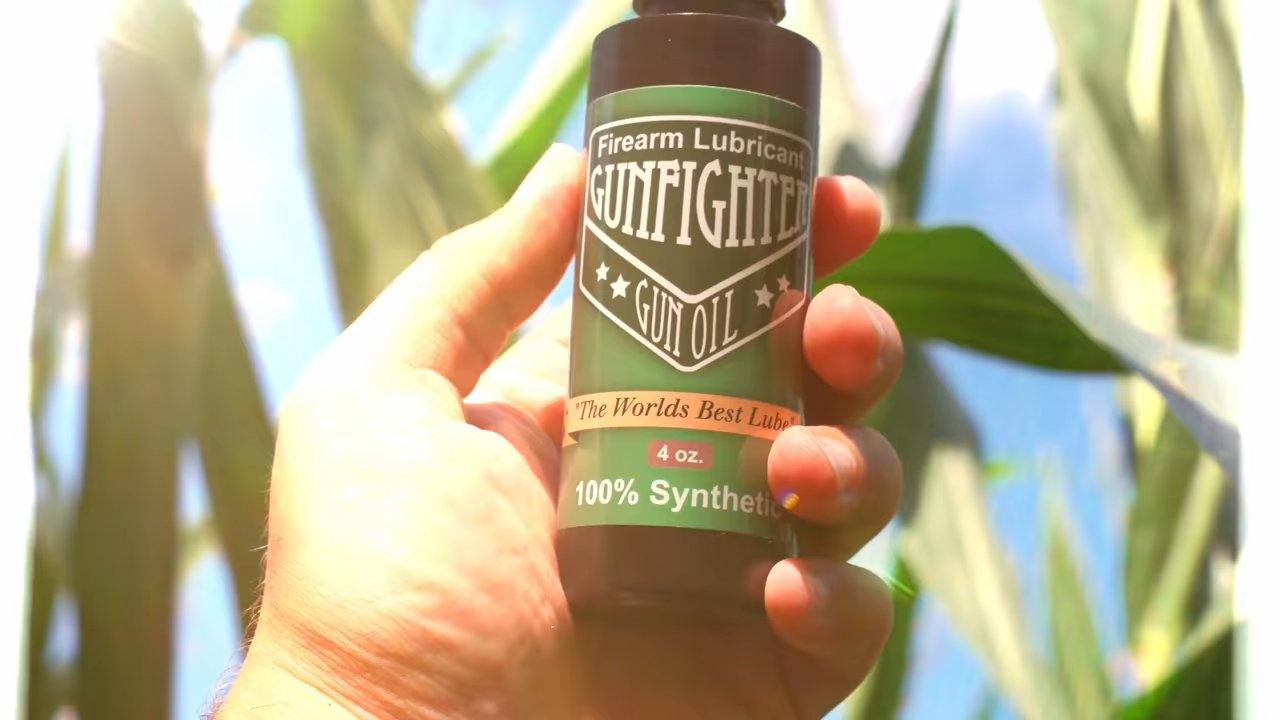 Firearm Lubricant
GUNFIGHTER
GUN OIL
"The Worlds Best Lube"
4 oz.
100% Synthetic